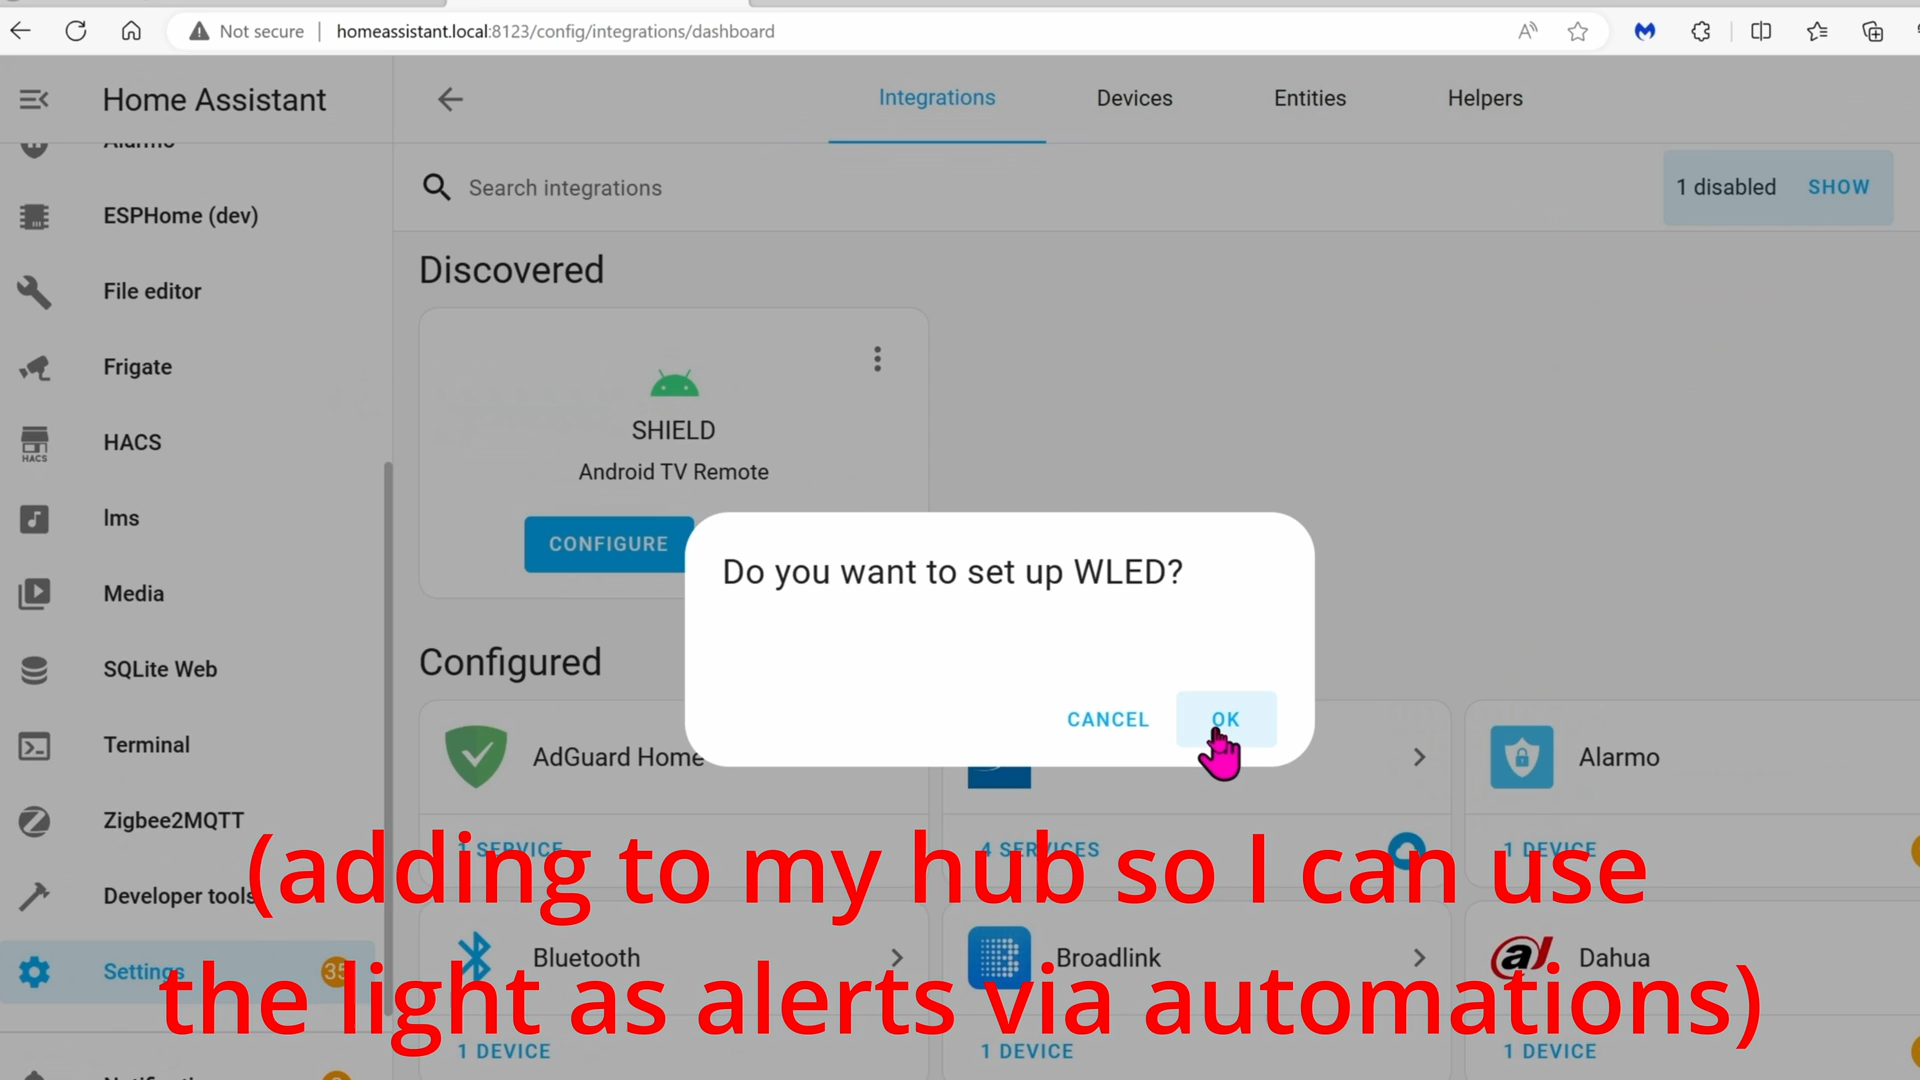 Not secure
homeassistant.local:8123/config/integrations/dashboard
Home Assistant
Integrations
Devices
Entities
Helpers
Alarmo
Search integrations
1 disabled
SHOW
ESPHome (dev)
File editor
Frigate
HACS
HACS
lms
Media
SQLite Web
Terminal
Zigbee2MQTT
Developer tools
Settings
35
Discovered
SHIELD
Android TV Remote
CONFIGURE
Do you want to set up WLED?
CANCEL
OK
Configured
AdGuard Home
1 SERVICE
4 SERVICES
Alarmo
1 DEVICE
Bluetooth
1 DEVICE
Broadlink
1 DEVICE
Dahua
1 DEVICE
(adding to my hub so I can use
the light as alerts via automations)